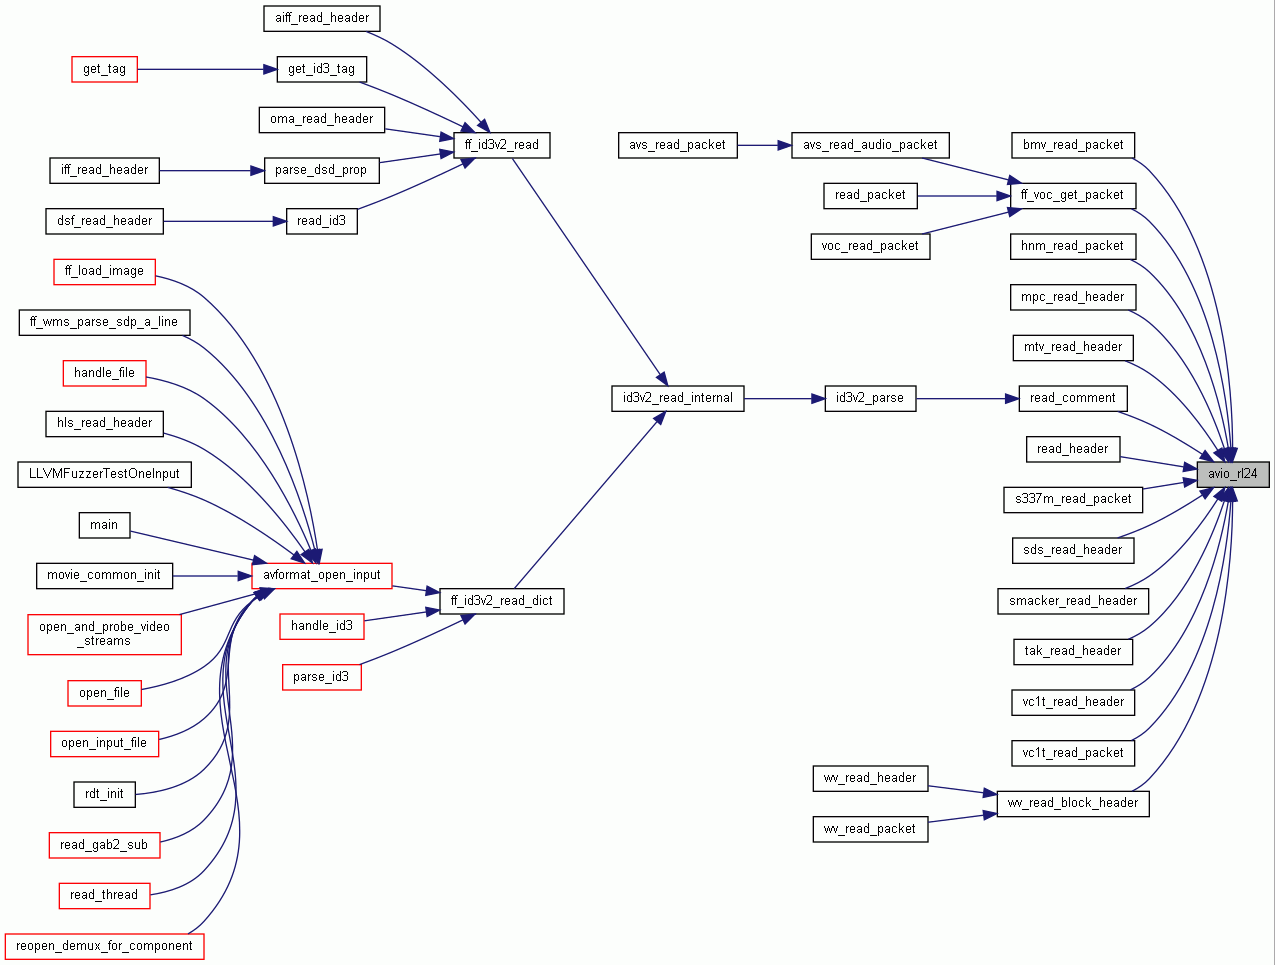 aiff_read_header
get_tag
get_id3_tag
oma_read_header
ff_id3v2_read
iff_read_header
parse_dsd_prop
dsf_read_header
read_id3
ff_load_image
ff_wms_parse_sdp_a_line
handle_file
hls_read_header
LLVMFuzzerTestOneInput
main
movie_common_init
avformat_open_input
open_and_probe_video
_streams
open_file
open_input_file
rdt_init
read_gab2_sub
read_thread
reopen_demux_for_component
ff_id3v2_read_dict
handle_id3
parse_id3
id3v2_read_internal
id3v2_parse
read_comment
avs_read_packet
avs_read_audio_packet
read_packet
voc_read_packet
bmv_read_packet
ff_voc_get_packet
hnm_read_packet
mpc_read_header
mtv_read_header
read_header
avio_rl24
s337m_read_packet
sds_read_header
smacker_read_header
tak_read_header
vc1t_read_header
vc1t_read_packet
wv_read_header
wv_read_block_header
wv_read_packet